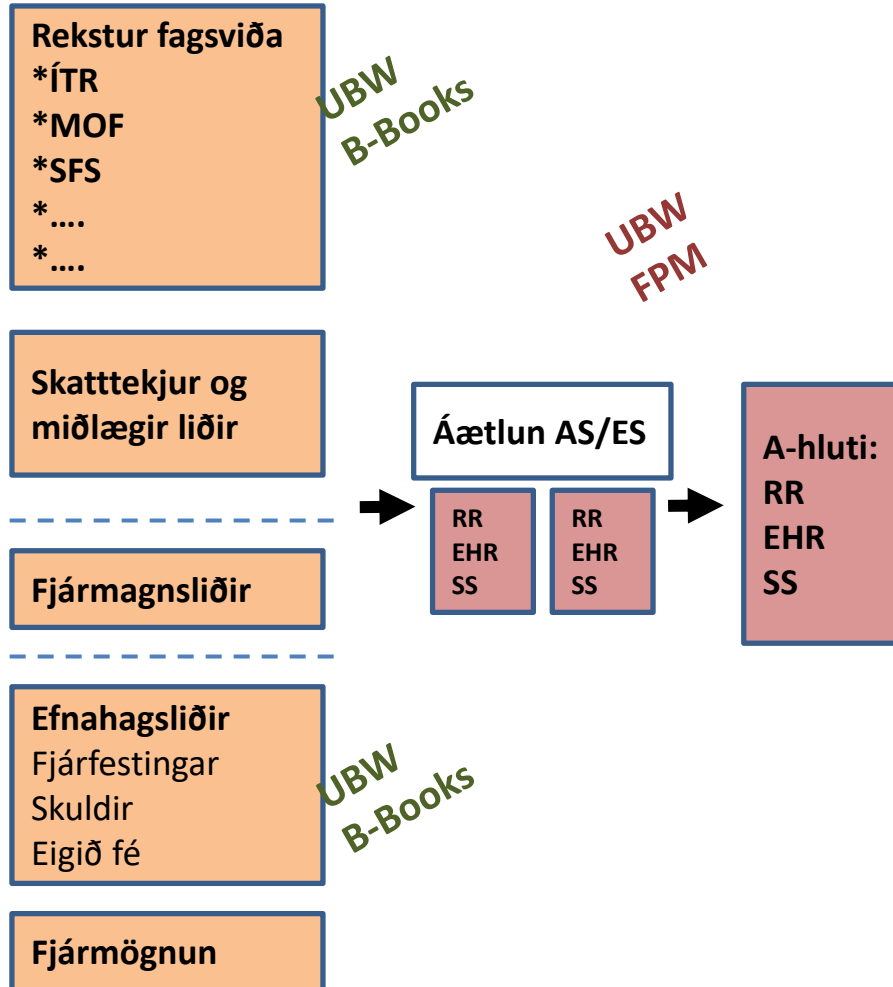 Rekstur fagsviða
*ÍTR
*MOF
*SFS
*....
*....
UBW
B-Books
UBW
FPM
Skatttekjur og
miðlægir liðir
Áætlun AS/ES
RR
EHR
SS
RR
EHR
SS
A-hluti:
RR
EHR
SS
Fjármagnsliðir
Efnahagsliðir
Fjárfestingar
Skuldir
Eigið fé
UBW
B-Books
Fjármögnun